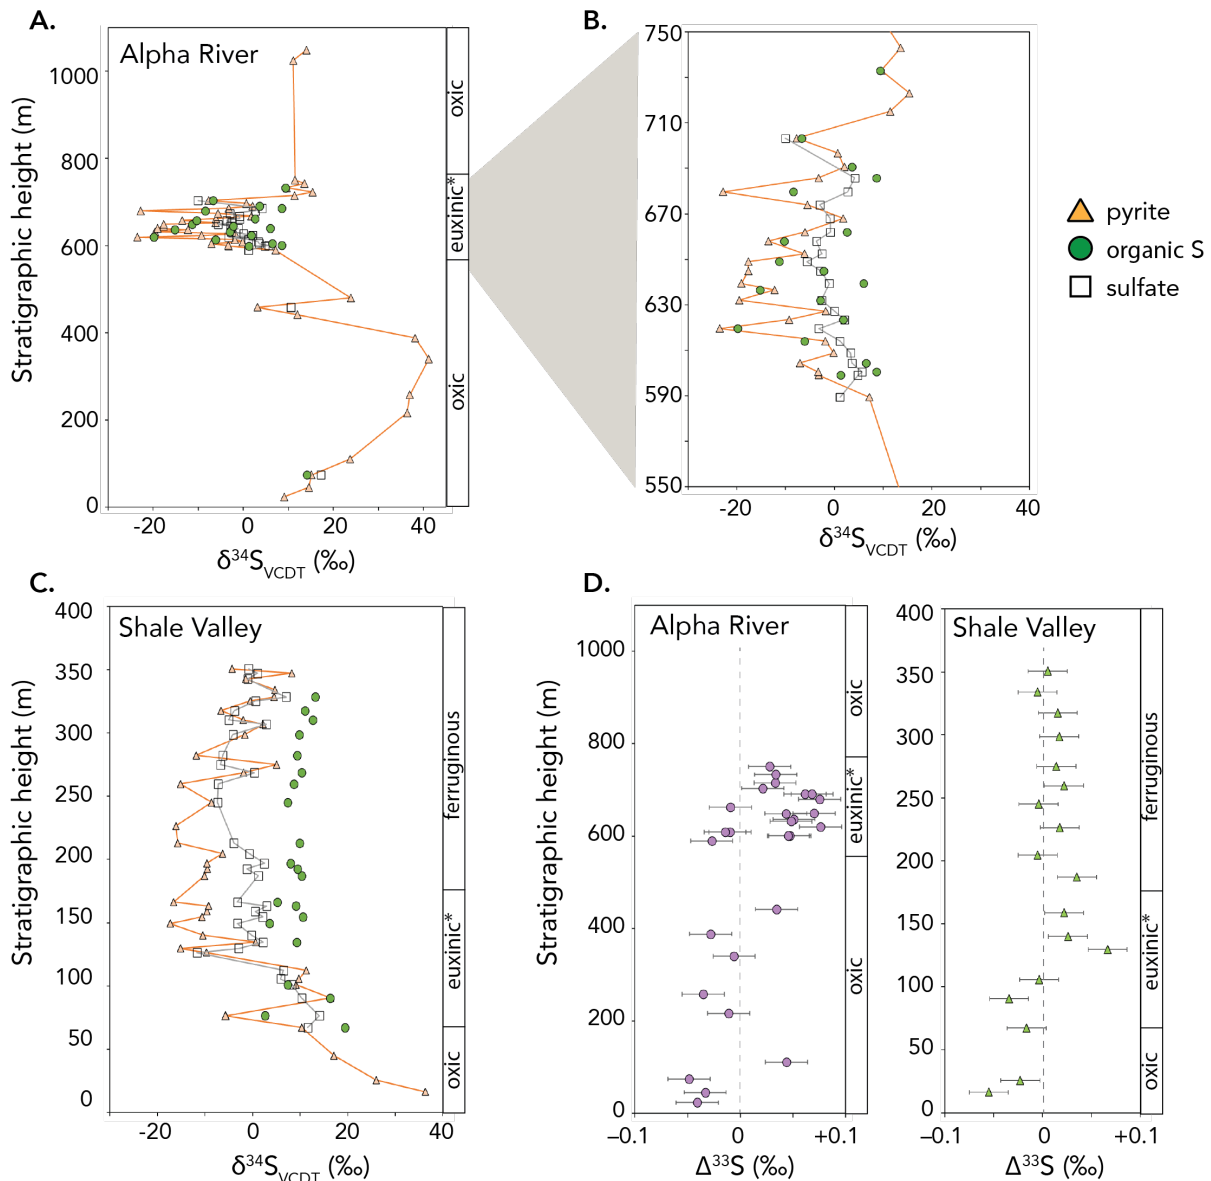 A.
Alpha River
Stratigraphic height (m)
1000
800
600
400
200
0
-20
0
20
40
δ³⁴S_VCDT (‰)
oxic
euxinic*
oxic
B.
750
710
670
630
590
550
-20
0
20
40
δ³⁴S_VCDT (‰)
pyrite
organic S
sulfate
C.
Shale Valley
Stratigraphic height (m)
400
350
300
250
200
150
100
50
0
-20
0
20
40
δ³⁴S_VCDT (‰)
ferruginous
euxinic*
oxic
D.
Alpha River
Stratigraphic height (m)
1000
800
600
400
200
0
−0.1
0
+0.1
Δ³³S (‰)
oxic
euxinic*
oxic
Shale Valley
400
350
300
250
200
150
100
50
0
−0.1
0
+0.1
Δ³³S (‰)
ferruginous
euxinic*
oxic